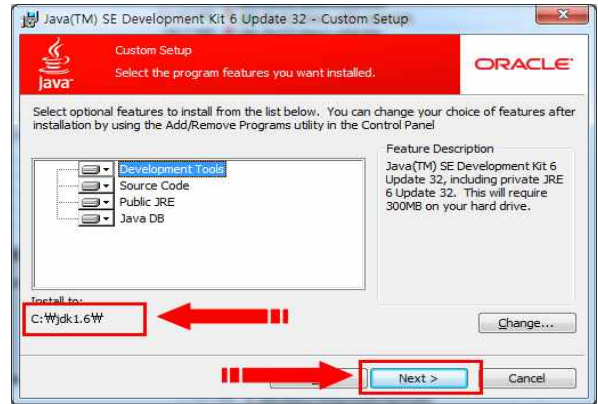 Java(TM) SE Development Kit 6 Update 32 - Custom Setup
Java
Custom Setup
Select the program features you want installed.
ORACLE
Select optional features to install from the list below. You can change your choice of features after
installation by using the Add/Remove Programs utility in the Control Panel
Development Tools
Source Code
Public JRE
Java DB
Feature Description
Java(TM) SE Development Kit 6
Update 32, including private JRE
6 Update 32. This will require
300MB on your hard drive.
Install to:
C:₩jdk1.6₩
Change...
Next >
Cancel